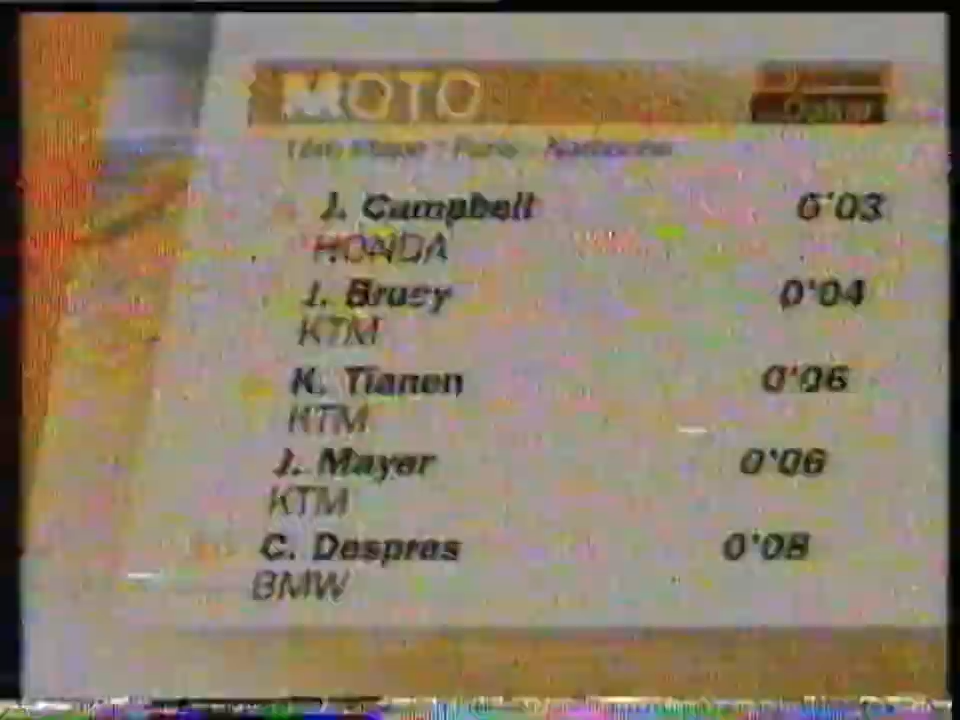 MOTO
J. Campbell 0'03
HONDA
J. Brucy 0'04
KTM
K. Tianen 0'06
KTM
J. Mayer 0'06
KTM
C. Despres 0'08
BMW